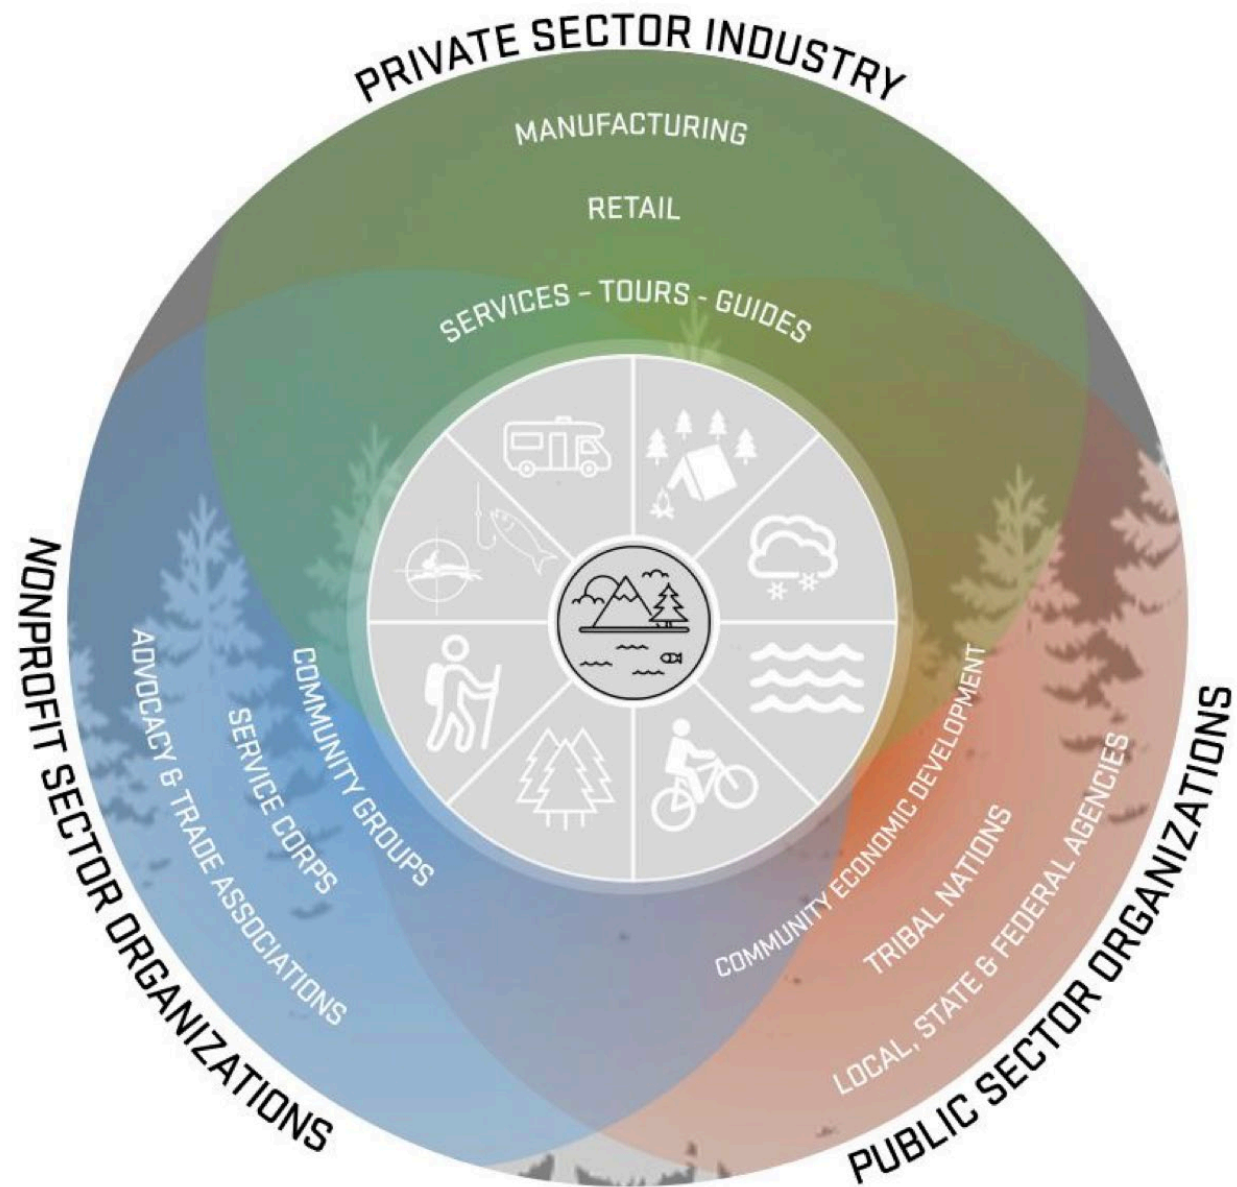 PRIVATE SECTOR INDUSTRY
MANUFACTURING
RETAIL
SERVICES – TOURS - GUIDES
NONPROFIT SECTOR ORGANIZATIONS
ADVOCACY & TRADE ASSOCIATIONS
SERVICE CORPS
COMMUNITY GROUPS
COMMUNITY ECONOMIC DEVELOPMENT
TRIBAL NATIONS
LOCAL, STATE & FEDERAL AGENCIES
PUBLIC SECTOR ORGANIZATIONS